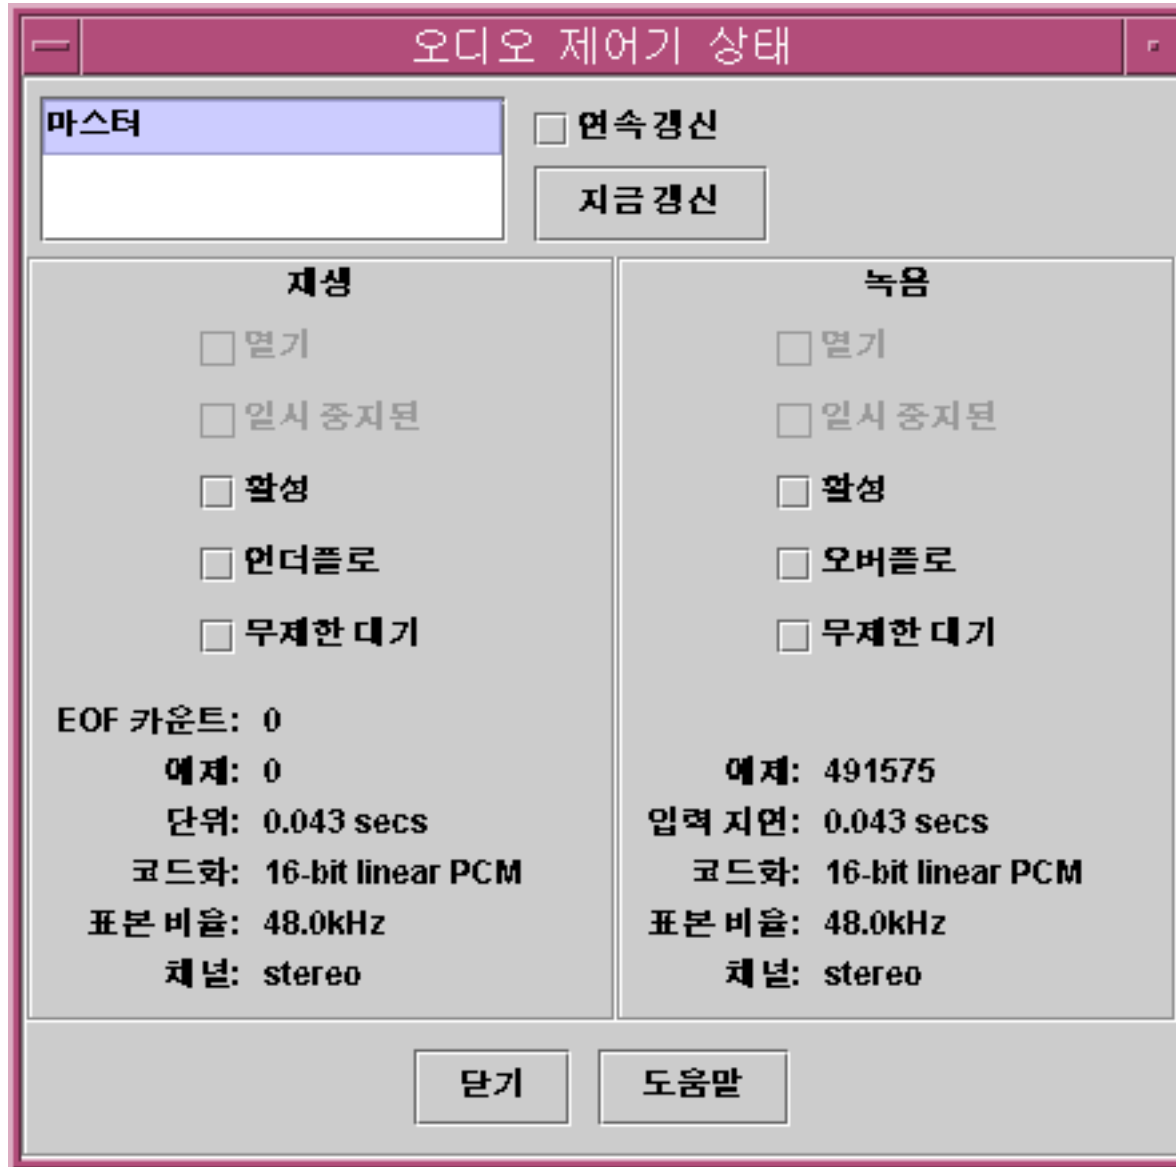 오디오 제어기 상태
마스터
연속갱신
지금갱신
재생
열기
일시 중지된
활성
언더플로
무제한 대기
EOF 카운트: 0
예제: 0
단위: 0.043 secs
코드화: 16-bit linear PCM
표본 비율: 48.0kHz
채널: stereo
녹음
열기
일시 중지된
활성
오버플로
무제한 대기
예제: 491575
입력 지연: 0.043 secs
코드화: 16-bit linear PCM
표본 비율: 48.0kHz
채널: stereo
닫기
도움말